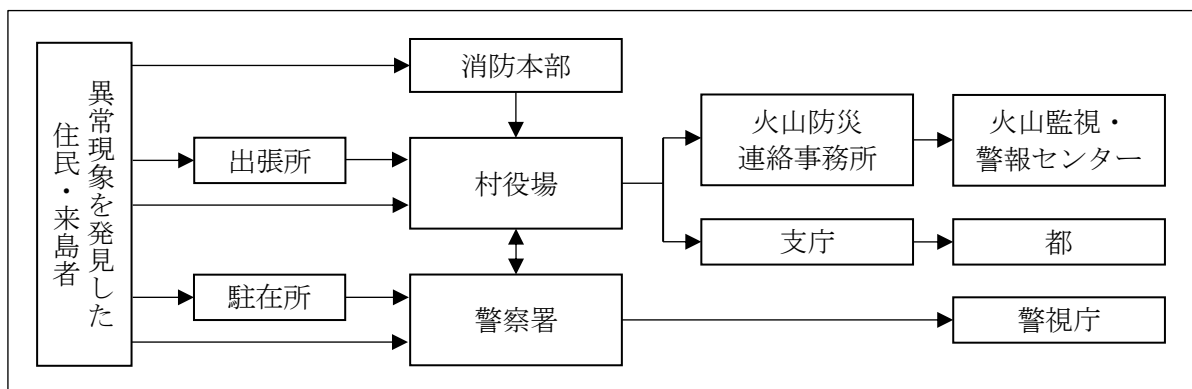 異常現象を発見した
住民・来島者
消防本部
出張所
村役場
駐在所
警察署
火山防災
連絡事務所
火山監視・
警報センター
支庁
都
警視庁